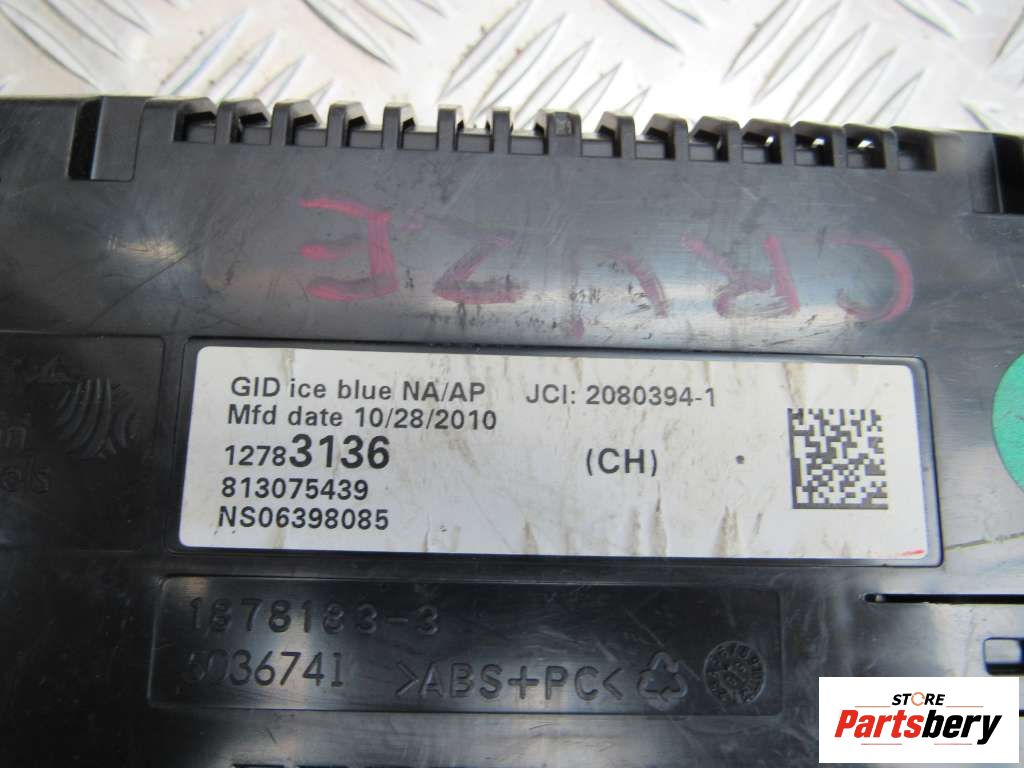 CRUZE
GID ice blue NA/AP JCI: 2080394-1
Mfd date 10/28/2010
12783136 (CH)
813075439
NS06398085
1878183-3
5036741 >ABS+PC<
STORE
Partsbery